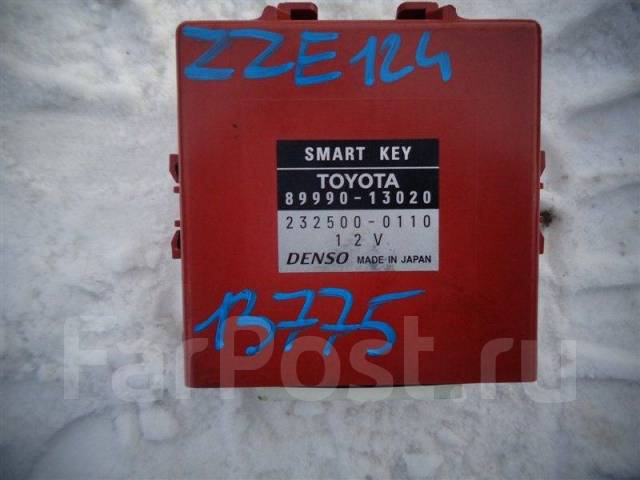 ZZE124
SMART KEY
TOYOTA
89990-13020
232500-0110
12V
DENSO MADE IN JAPAN
13775
FarPost.ru